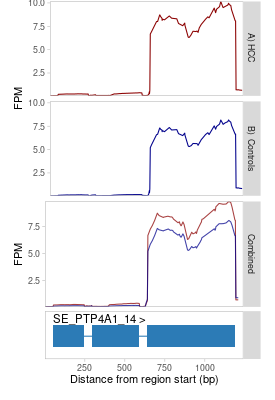 10.0
7.5
5.0
2.5
A) HCC
FPM
10.0
7.5
5.0
2.5
B). Controls
FPM
7.5
5.0
2.5
Combined
SE_PTP4A1_14 >
250 500 750 1000
Distance from region start (bp)